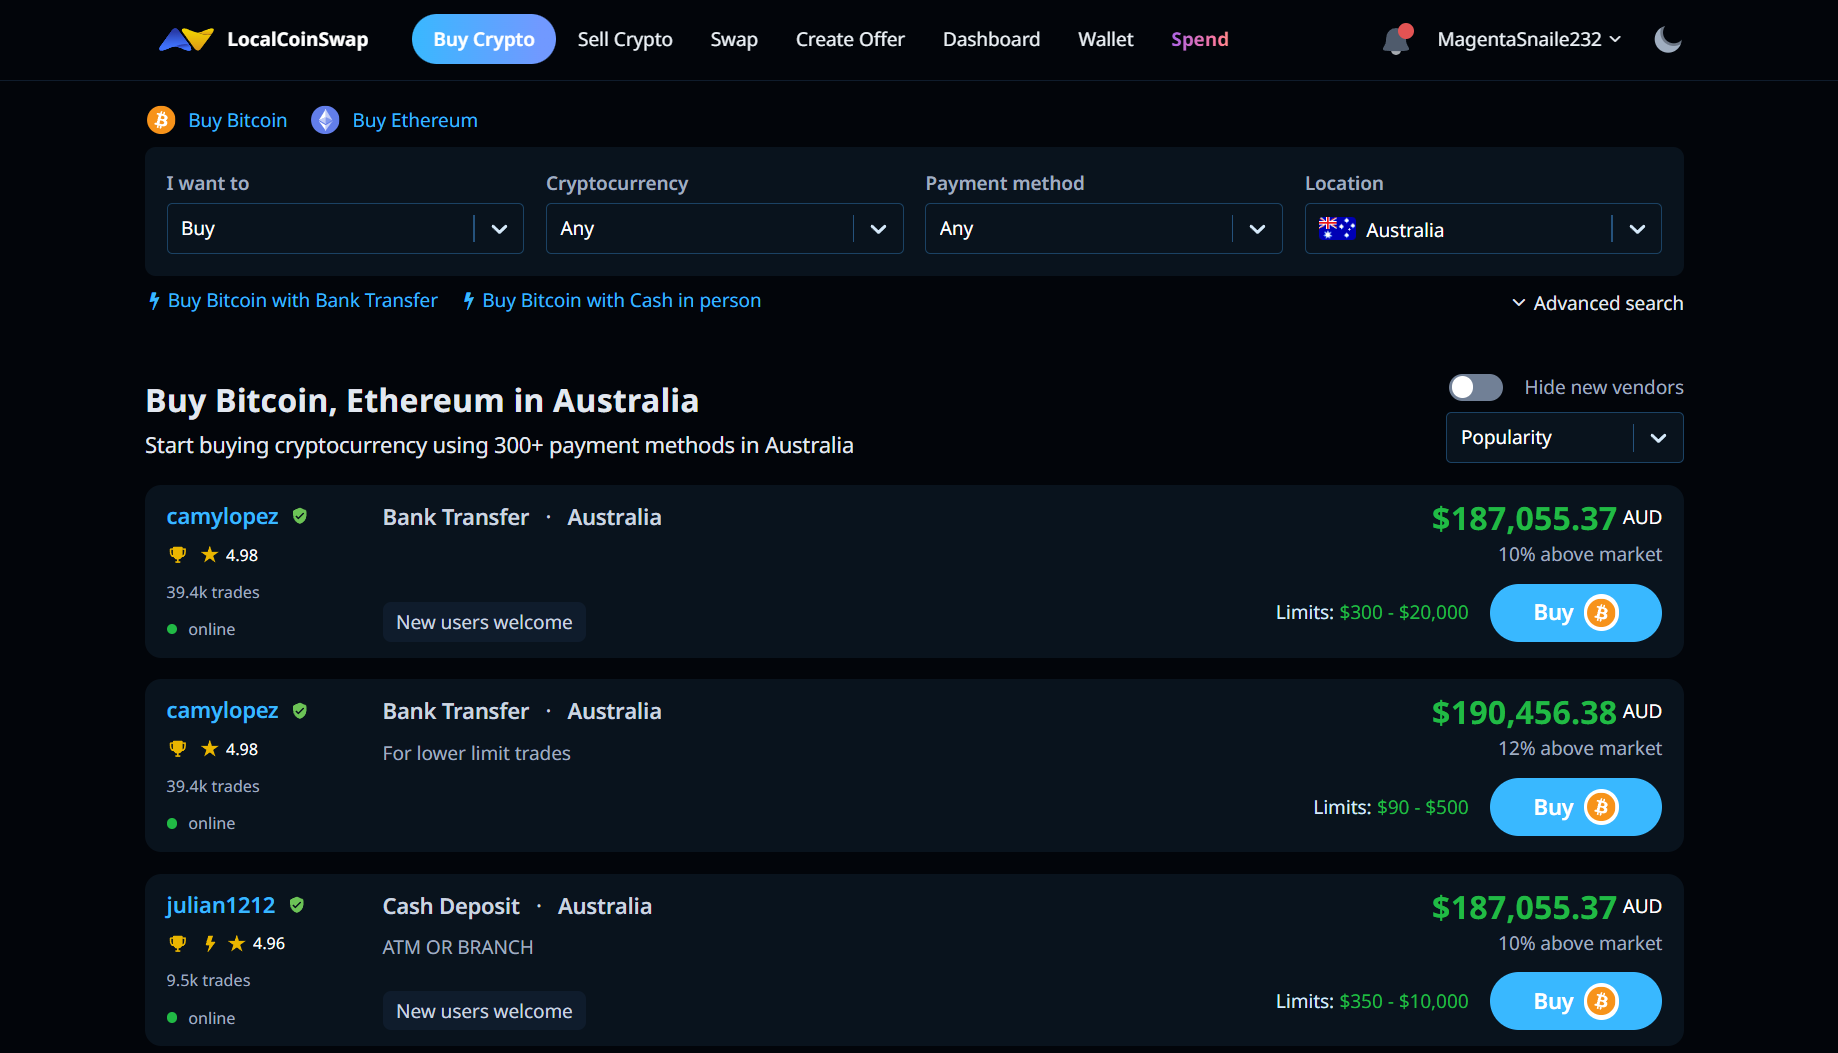 LocalCoinSwap
Buy Crypto
Sell Crypto
Swap
Create Offer
Dashboard
Wallet
Spend
MagentaSnaile232
Buy Bitcoin
Buy Ethereum
I want to
Cryptocurrency
Payment method
Location
Buy
Any
Any
Australia
Buy Bitcoin with Bank Transfer
Buy Bitcoin with Cash in person
Advanced search
Buy Bitcoin, Ethereum in Australia
Hide new vendors
Start buying cryptocurrency using 300+ payment methods in Australia
Popularity
camylopez
Bank Transfer · Australia
$187,055.37 AUD
4.98
10% above market
39.4k trades
New users welcome
Limits: $300 - $20,000
Buy
online
camylopez
Bank Transfer · Australia
$190,456.38 AUD
4.98
For lower limit trades
12% above market
39.4k trades
Limits: $90 - $500
Buy
online
julian1212
Cash Deposit · Australia
$187,055.37 AUD
4.96
ATM OR BRANCH
10% above market
9.5k trades
New users welcome
Limits: $350 - $10,000
Buy
online